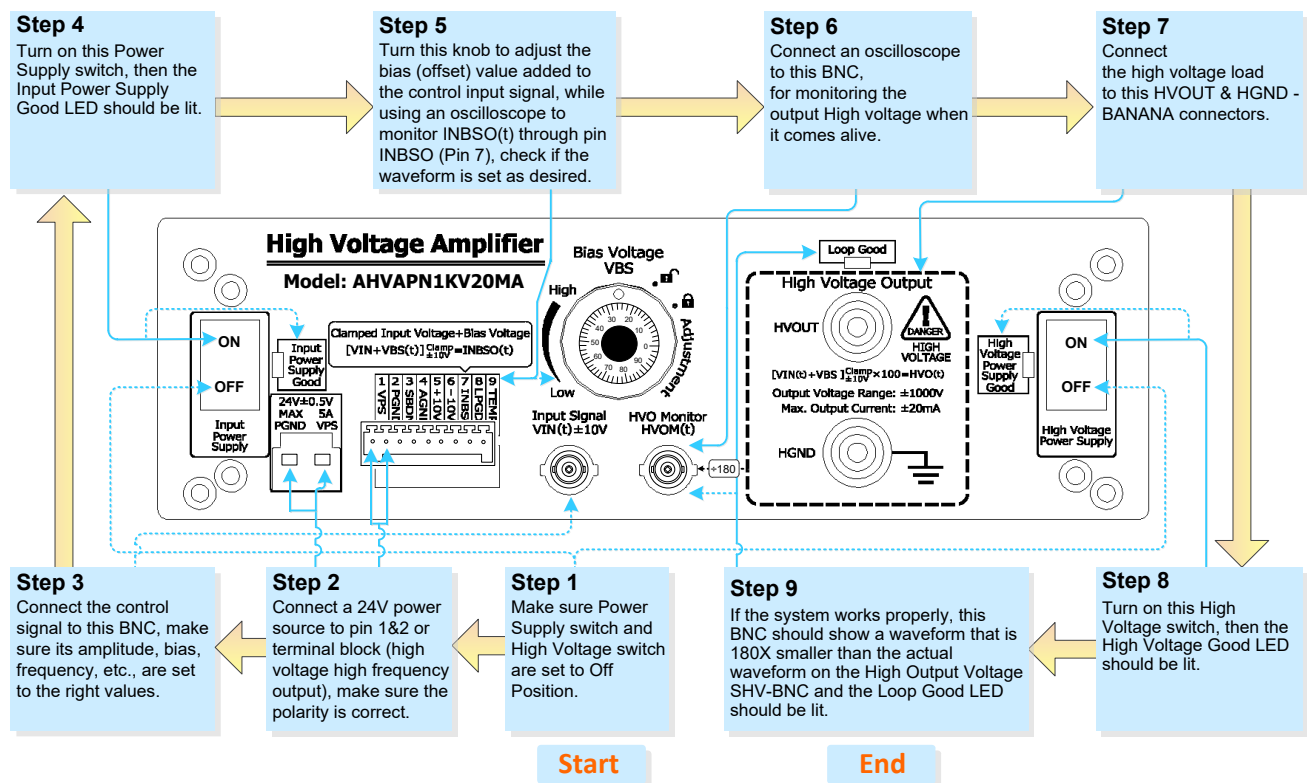 Step 4
Turn on this Power
Supply switch, then the
Input Power Supply
Good LED should be lit.
Step 5
Turn this knob to adjust the
bias (offset) value added to
the control input signal, while
using an oscilloscope to
monitor INBSO(t) through pin
INBSO (Pin 7), check if the
waveform is set as desired.
Step 6
Connect an oscilloscope
to this BNC,
for monitoring the
output High voltage when
it comes alive.
Step 7
Connect
the high voltage load
to this HVOUT & HGND -
BANANA connectors.
High Voltage Amplifier
Model: AHVAPN1KV20MA
ON
OFF
Input
Power
Supply
Input
Power
Supply
Good
24V±0.5V
MAX 5A
PGND VPS
Clamped Input Voltage+Bias Voltage
[VIN+VBS(t)] Clamp ±10V =INBSO(t)
1 VPS
2 PGND
3 SBDN
4 AGND
5 +10V
6 -10V
7 INBS
8 LPGD
9 TEMP
Bias Voltage
VBS
High
Low
Adjustment
0
10
20
30
40
50
60
70
80
90
Input Signal
VIN(t)±10V
HVO Monitor
HVOM(t)
÷180
Loop Good
High Voltage Output
HVOUT
DANGER
HIGH
VOLTAGE
[VIN(t)+VBS] Clamp ±10V ×100=HVO(t)
Output Voltage Range: ±1000V
Max. Output Current: ±20mA
HGND
High
Voltage
Power
Supply
Good
ON
OFF
High Voltage
Power Supply
Step 3
Connect the control
signal to this BNC, make
sure its amplitude, bias,
frequency, etc., are set
to the right values.
Step 2
Connect a 24V power
source to pin 1&2 or
terminal block (high
voltage high frequency
output), make sure the
polarity is correct.
Step 1
Make sure Power
Supply switch and
High Voltage switch
are set to Off
Position.
Step 9
If the system works properly, this
BNC should show a waveform that is
180X smaller than the actual
waveform on the High Output Voltage
SHV-BNC and the Loop Good LED
should be lit.
Step 8
Turn on this High
Voltage switch, then the
High Voltage Good LED
should be lit.
Start
End